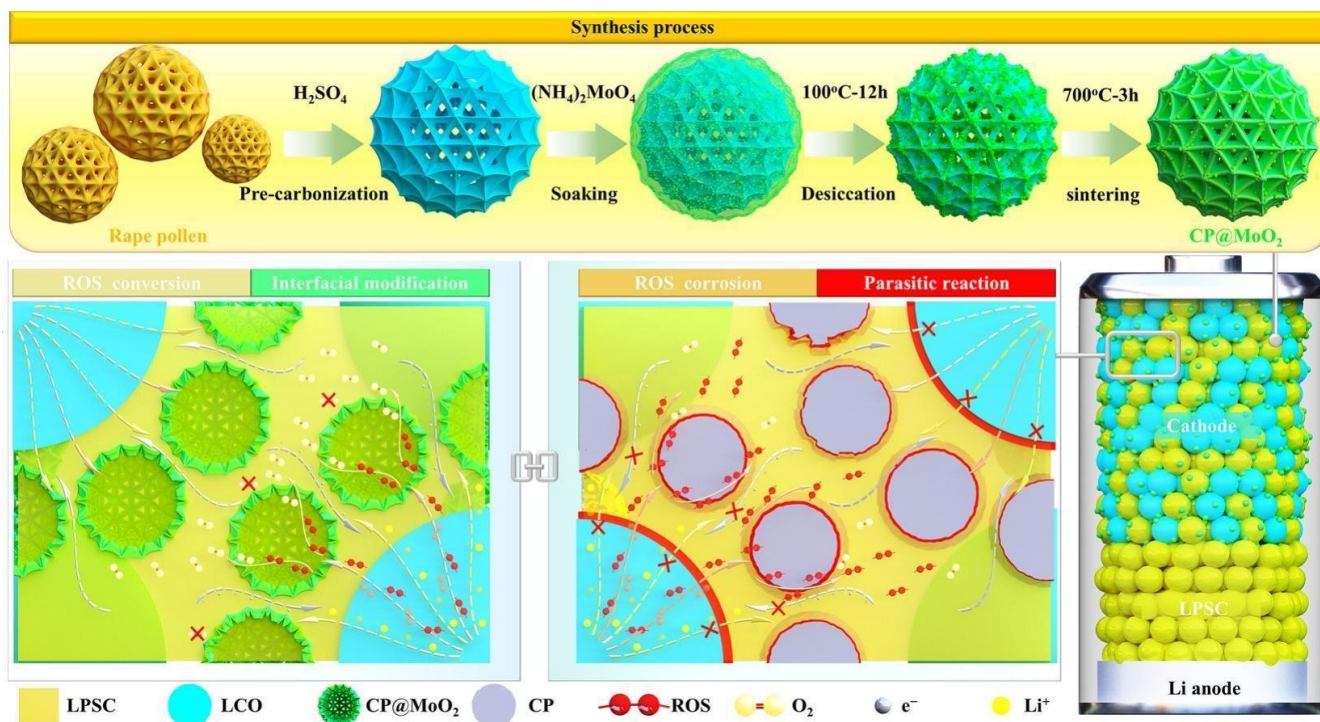 Synthesis process
H₂SO₄
(NH₄)₂MoO₄
100°C-12h
700°C-3h
Pre-carbonization
Soaking
Desiccation
sintering
Rape pollen
CP@MoO₂
ROS conversion
Interfacial modification
ROS corrosion
Parasitic reaction
Cathode
LPSC
Li anode
LPSC
LCO
CP@MoO₂
CP
ROS
O₂
e⁻
Li⁺